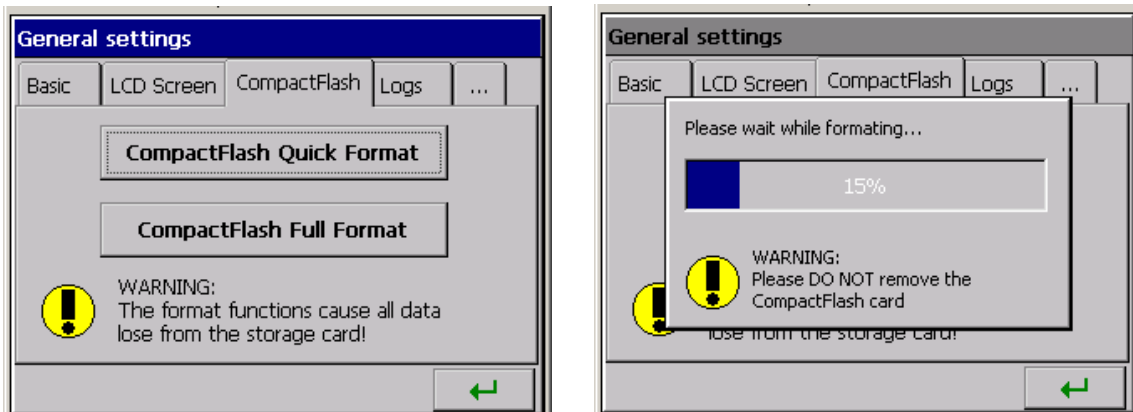 General settings
Basic LCD Screen CompactFlash Logs ...
CompactFlash Quick Format
CompactFlash Full Format
WARNING:
The format functions cause all data
lose from the storage card!
General settings
Basic LCD Screen CompactFlash Logs ...
Please wait while formating...
15%
WARNING:
Please DO NOT remove the
CompactFlash card
lose from the storage card!